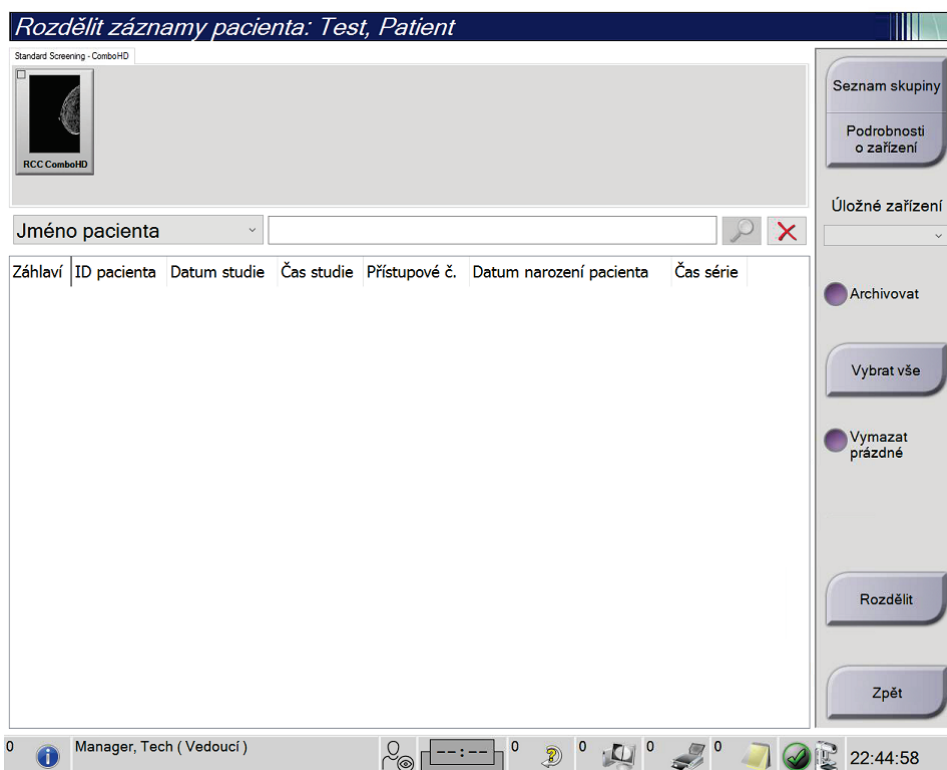 Rozdělit záznamy pacienta: Test, Patient
Standard Screening - ComboHD
RCC ComboHD
Seznam skupiny
Podrobnosti
o zařízení
Úložné zařízení
Jméno pacienta
Záhlaví ID pacienta Datum studie Čas studie Přístupové č. Datum narození pacienta Čas série
Archivovat
Vybrat vše
Vymazat
prázdné
Rozdělit
Zpět
0 Manager, Tech ( Vedoucí ) --:-- 0 0 0 0 22:44:58